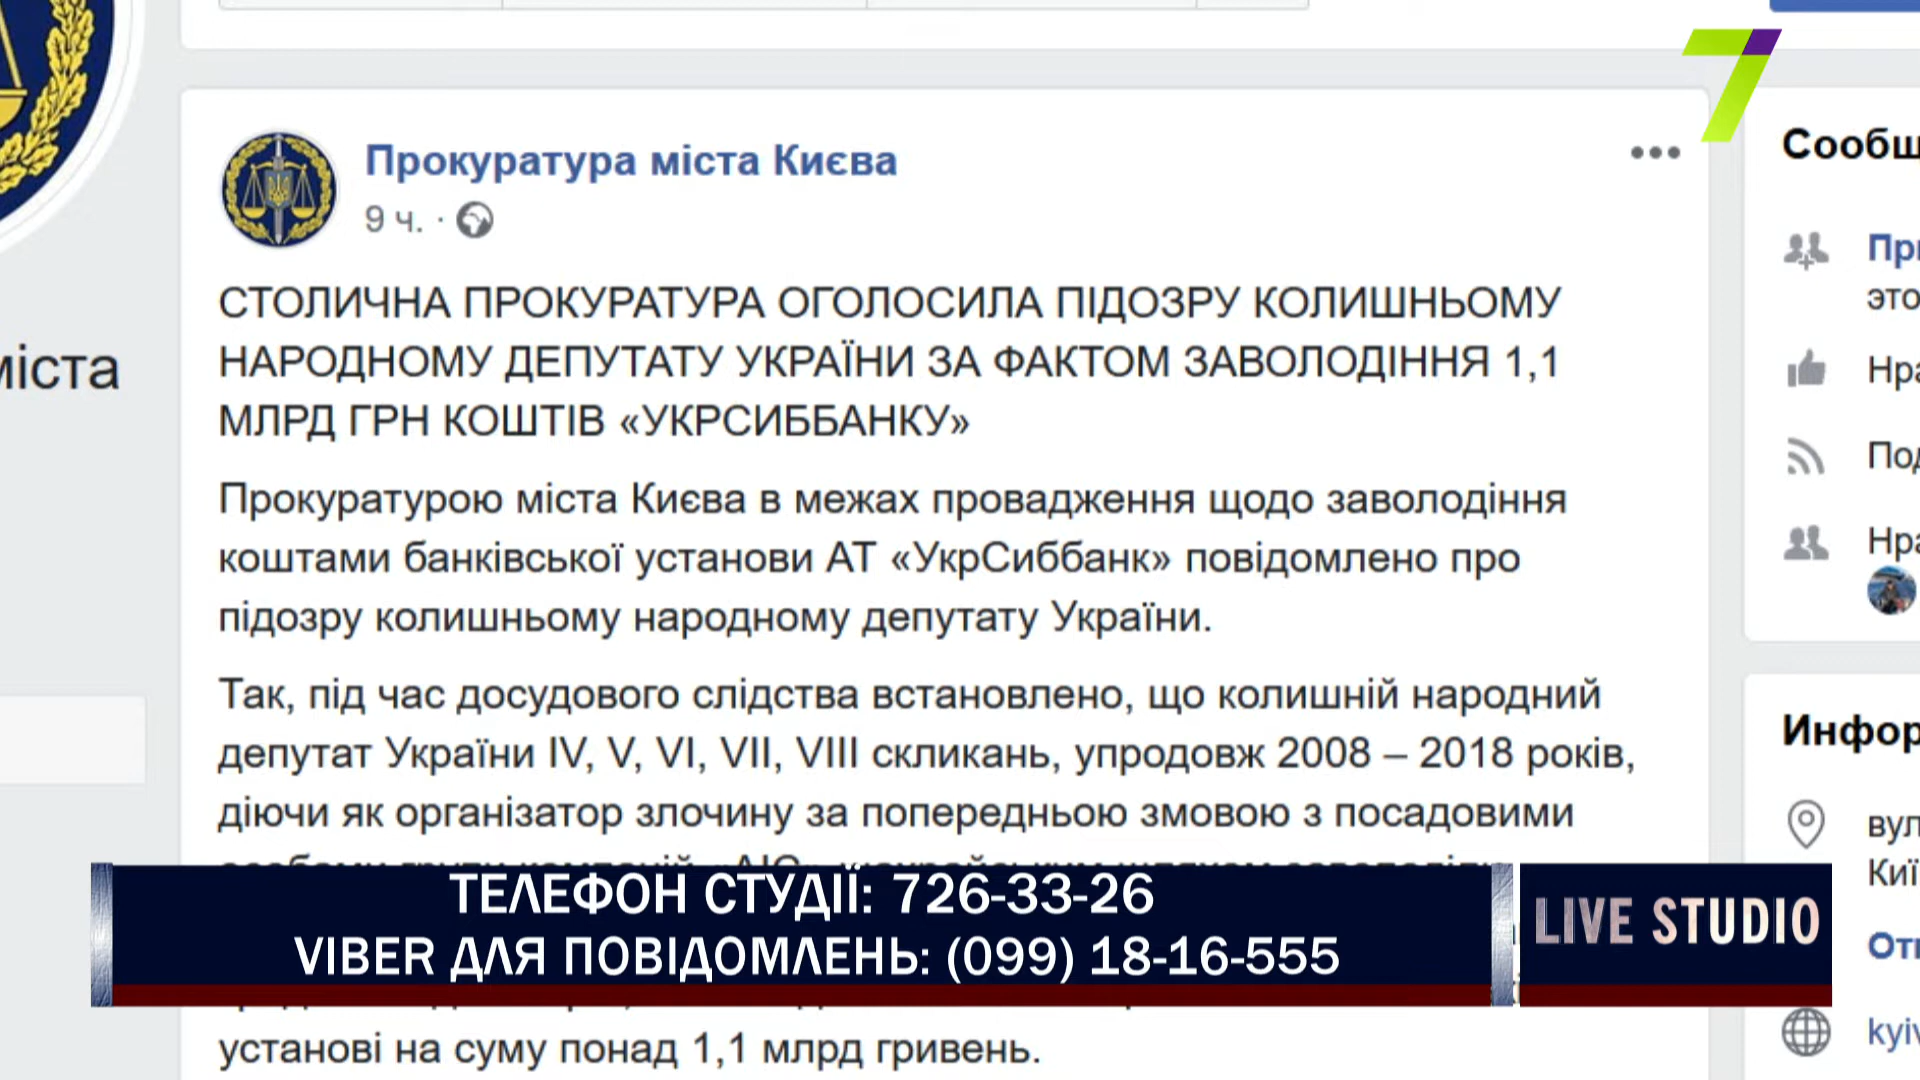 7
Прокуратура міста Києва
9 ч. ·
міста
СТОЛИЧНА ПРОКУРАТУРА ОГОЛОСИЛА ПІДОЗРУ КОЛИШНЬОМУ
НАРОДНОМУ ДЕПУТАТУ УКРАЇНИ ЗА ФАКТОМ ЗАВОЛОДІННЯ 1,1
МЛРД ГРН КОШТІВ «УКРСИББАНКУ»
Прокуратурою міста Києва в межах провадження щодо заволодіння
коштами банківської установи АТ «УкрСиббанк» повідомлено про
підозру колишньому народному депутату України.
Так, під час досудового слідства встановлено, що колишній народний
депутат України IV, V, VI, VII, VIII скликань, упродовж 2008 – 2018 років,
діючи як організатор злочину за попередньою змовою з посадовими
установі на суму понад 1,1 млрд гривень.
Сообщ
При
это
Нра
Под
Нра
Инфор
вул
Киї
От
kyiv
ТЕЛЕФОН СТУДІЇ: 726-33-26
VIBER ДЛЯ ПОВІДОМЛЕНЬ: (099) 18-16-555
LIVE STUDIO